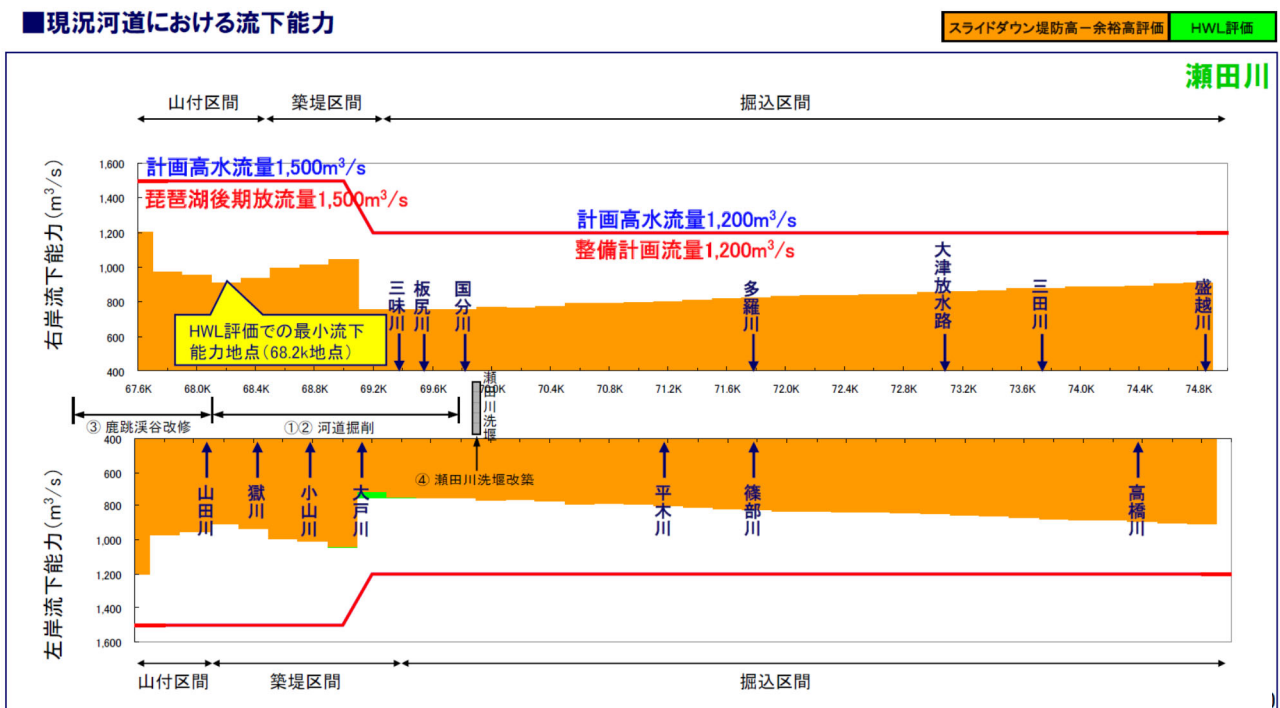 ■現況河道における流下能力
スライドダウン堤防高－余裕高評価
HWL評価
瀬田川
山付区間
築堤区間
掘込区間
右岸流下能力(m³/s)
1,600
1,400
1,200
1,000
800
600
400
計画高水流量1,500m³/s
琵琶湖後期放流量1,500m³/s
計画高水流量1,200m³/s
整備計画流量1,200m³/s
三味川
板尻川
国分川
多羅川
大津放水路
三田川
盛越川
HWL評価での最小流下
能力地点(68.2k地点)
67.6K 68.0K 68.4K 68.8K 69.2K 69.6K 70.0K 70.4K 70.8K 71.2K 71.6K 72.0K 72.4K 72.8K 73.2K 73.6K 74.0K 74.4K 74.8K
瀬田川洗堰
③ 鹿跳渓谷改修
①② 河道掘削
④ 瀬田川洗堰改築
左岸流下能力(m³/s)
400
600
800
1,000
1,200
1,400
1,600
山田川
獄川
小山川
大戸川
平木川
篠部川
高橋川
山付区間
築堤区間
掘込区間